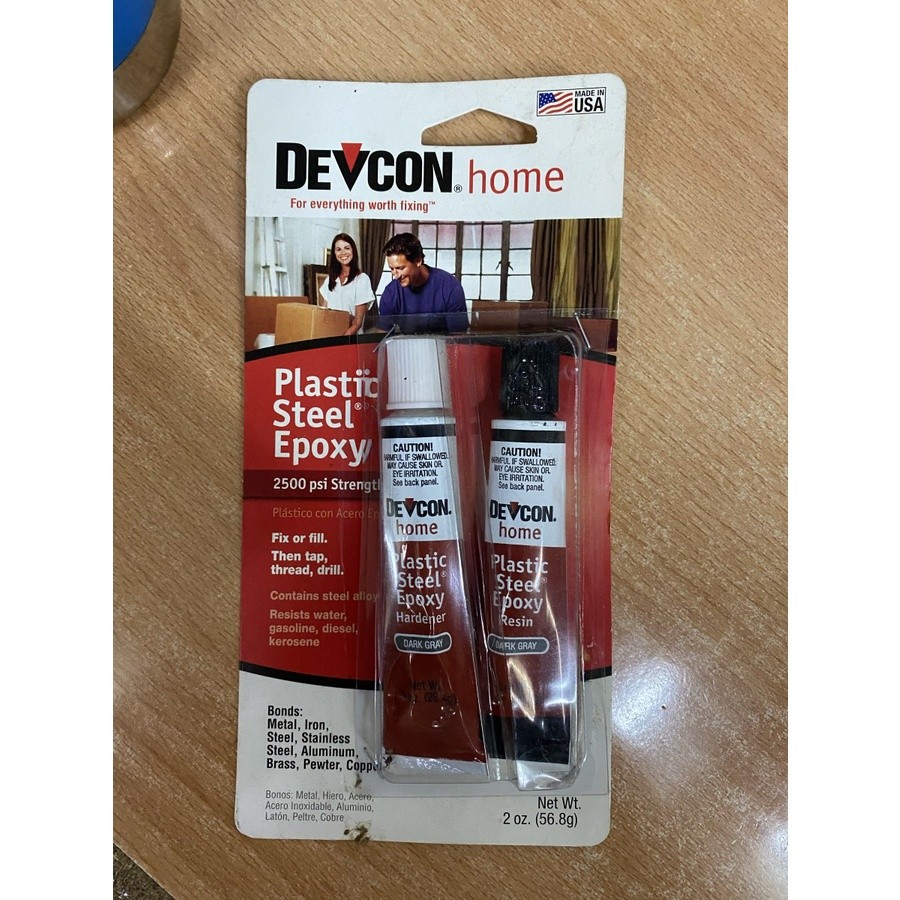 MADE IN
USA
DEVCON® home
For everything worth fixing™
Plastic
Steel®
Epoxy
2500 psi Strength
Plástico con Acero
Fix or fill.
Then tap,
thread, drill.
Contains steel alloy
Resists water,
gasoline, diesel,
kerosene
Bonds:
Metal, Iron,
Steel, Stainless
Steel, Aluminum,
Brass, Pewter, Copp
Bonos: Metal, Hiero, Acero,
Acero Inoxidable, Aluminio,
Latón, Peltre, Cobre
CAUTION!
HARMFUL IF SWALLOWED.
MAY CAUSE SKIN OR
EYE IRRITATION.
See back panel.
DEVCON®
home
Plastic
Steel®
Epoxy
Hardener
DARK GRAY
Net W
CAUTION!
HARMFUL IF SWALLOWED.
MAY CAUSE SKIN OR
EYE IRRITATION.
See back panel.
DEVCON®
home
Plastic
Steel®
Epoxy
Resin
DARK GRAY
Net Wt.
2 oz. (56.8g)